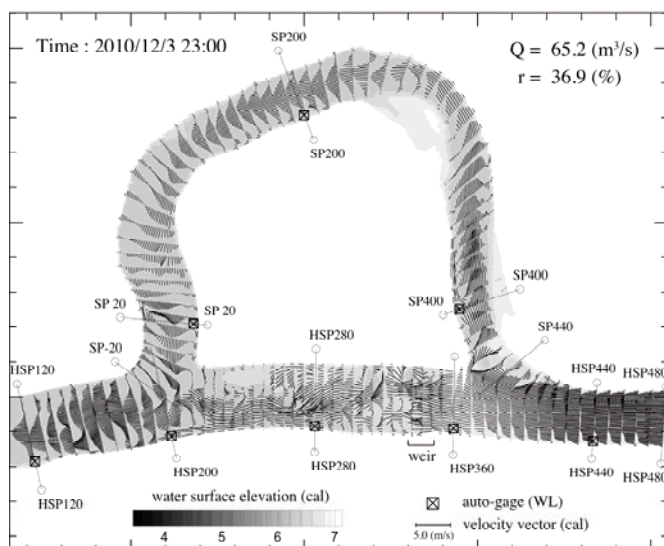 SP200
Time : 2010/12/3 23:00
Q = 65.2 (m³/s)
r = 36.9 (%)
SP200
SP400
SP 20
SP 20
SP400
HSP280
SP440
SP-20
HSP120
HSP440
HSP480
weir
HSP200
HSP280
HSP360
HSP440
HSP480
HSP120
water surface elevation (cal)
auto-gage (WL)
velocity vector (cal)
4 5 6 7
5.0 (m/s)